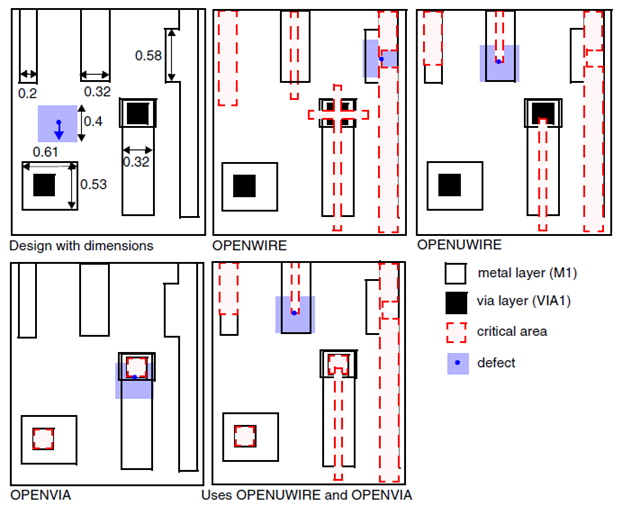 0.58
0.2
0.32
0.4
0.61
0.32
0.53
Design with dimensions
OPENWIRE
OPENUWIRE
metal layer (M1)
via layer (VIA1)
critical area
defect
OPENVIA
Uses OPENUWIRE and OPENVIA